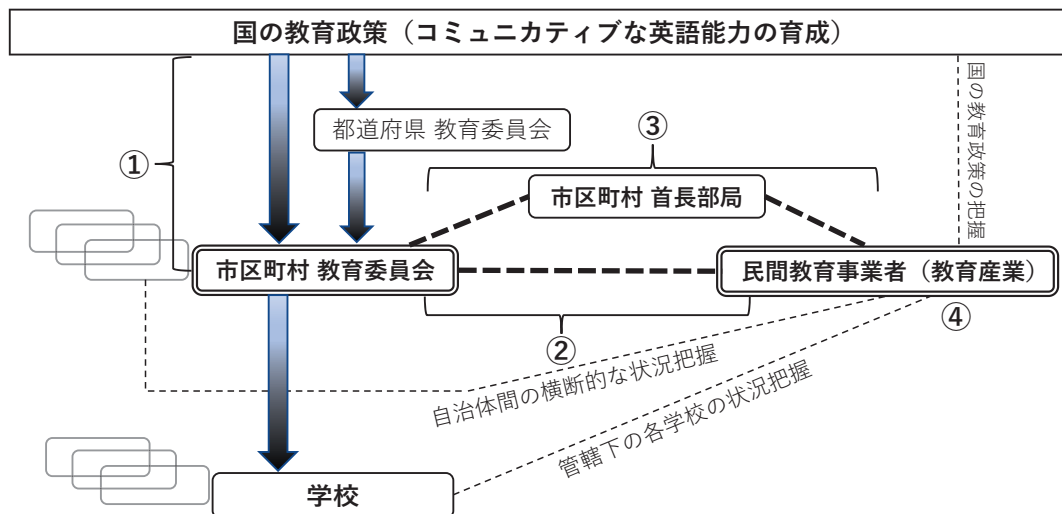 国の教育政策（コミュニカティブな英語能力の育成）
国の教育政策の把握
都道府県 教育委員会
①
③
市区町村 首長部局
市区町村 教育委員会
民間教育事業者（教育産業）
②
④
自治体間の横断的な状況把握
管轄下の各学校の状況把握
学校